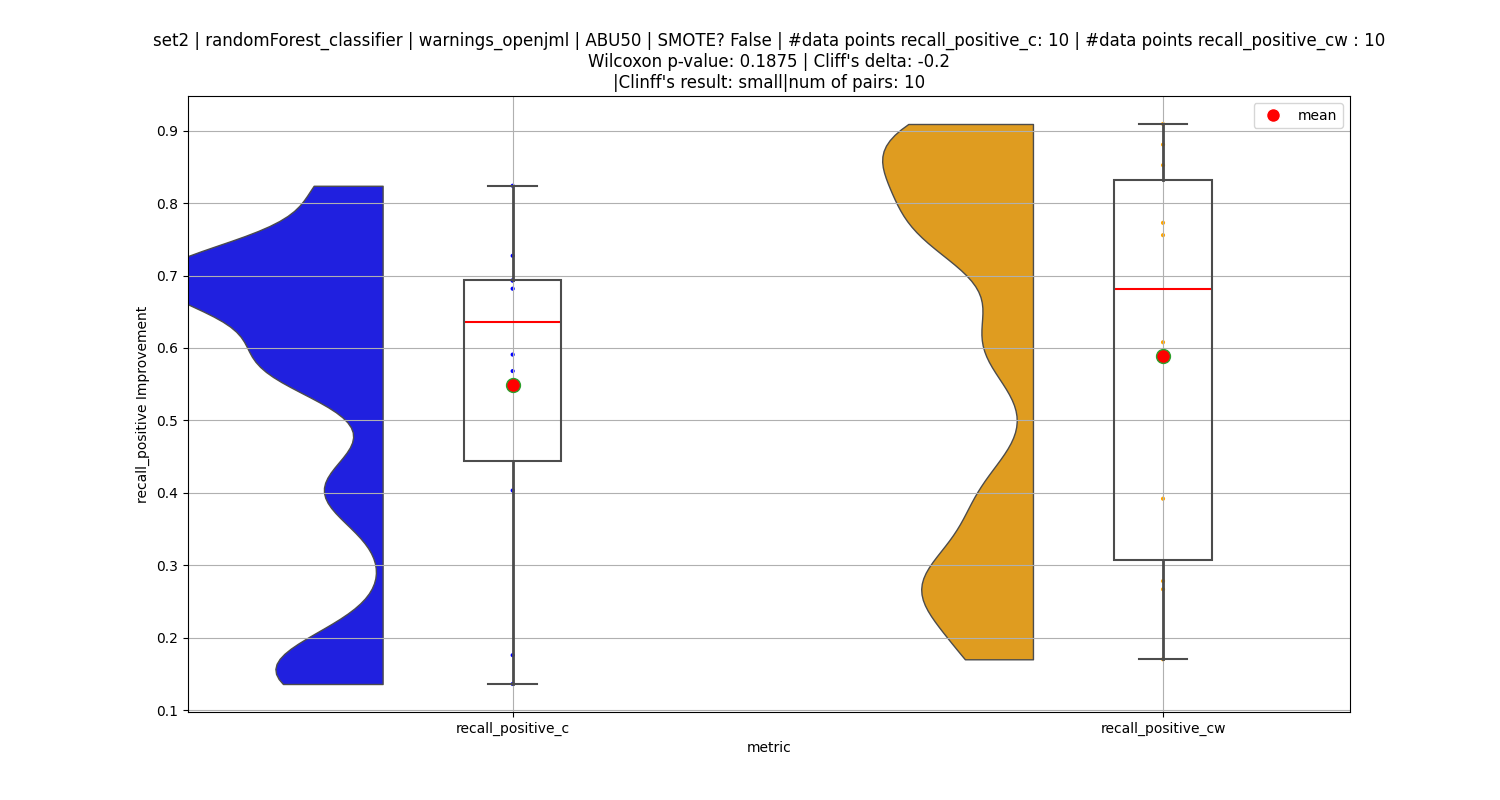 set2 | randomForest_classifier | warnings_openjml | ABU50 | SMOTE? False | #data points recall_positive_c: 10 | #data points recall_positive_cw : 10
Wilcoxon p-value: 0.1875 | Cliff's delta: -0.2
|Clinff's result: small|num of pairs: 10
mean
0.9
0.8
0.7
0.6
0.5
0.4
0.3
0.2
0.1
recall_positive Improvement
recall_positive_c
recall_positive_cw
metric